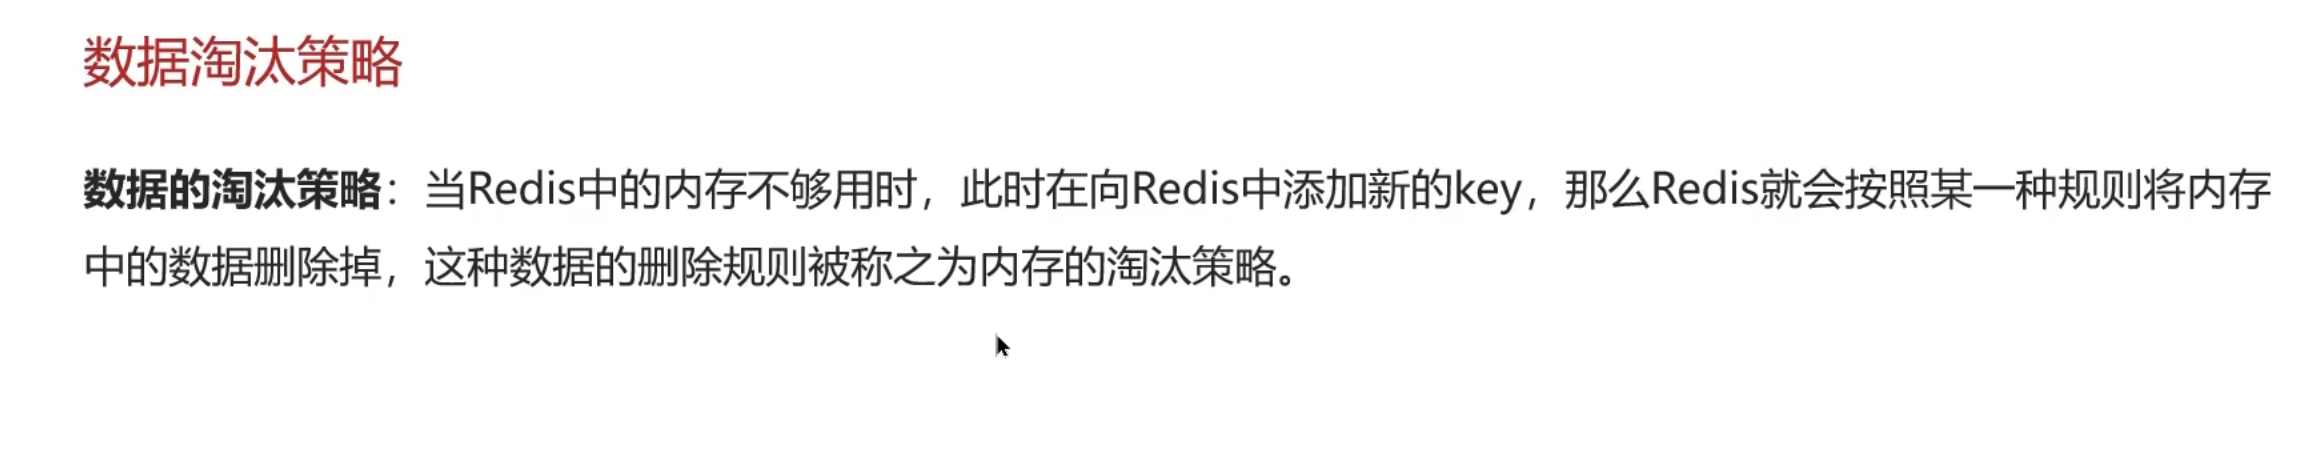 数据淘汰策略
数据的淘汰策略：当Redis中的内存不够用时，此时在向Redis中添加新的key，那么Redis就会按照某一种规则将内存
中的数据删除掉，这种数据的删除规则被称之为内存的淘汰策略。